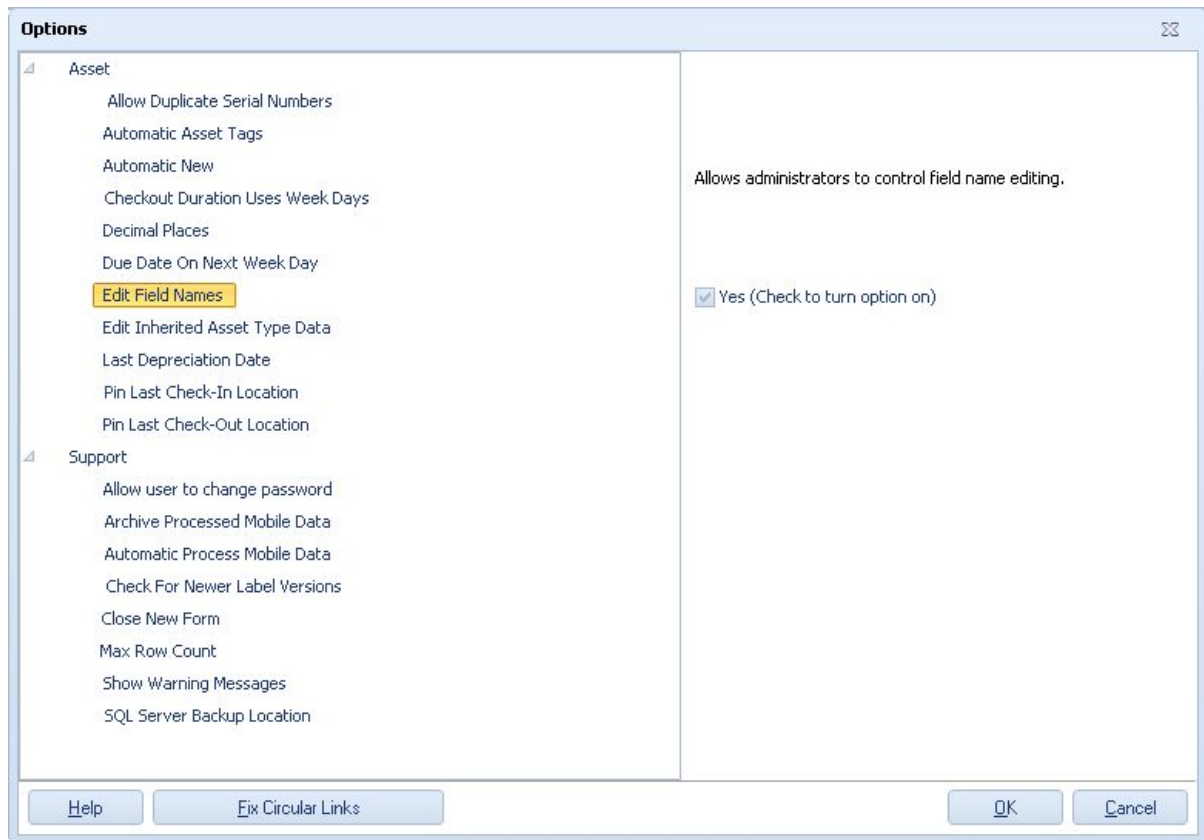 Options
Asset
Allow Duplicate Serial Numbers
Automatic Asset Tags
Automatic New
Checkout Duration Uses Week Days
Decimal Places
Due Date On Next Week Day
Edit Field Names
Edit Inherited Asset Type Data
Last Depreciation Date
Pin Last Check-In Location
Pin Last Check-Out Location
Support
Allow user to change password
Archive Processed Mobile Data
Automatic Process Mobile Data
Check For Newer Label Versions
Close New Form
Max Row Count
Show Warning Messages
SQL Server Backup Location
Allows administrators to control field name editing.
Yes (Check to turn option on)
Help
Fix Circular Links
OK
Cancel